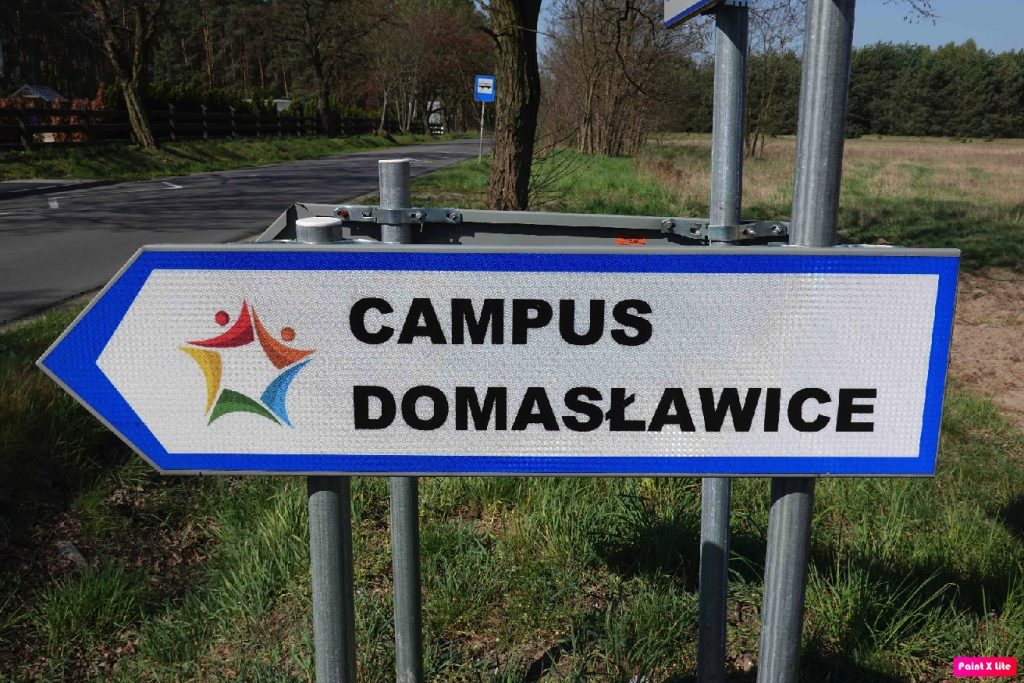 CAMPUS
DOMASŁAWICE
Paint X Lite